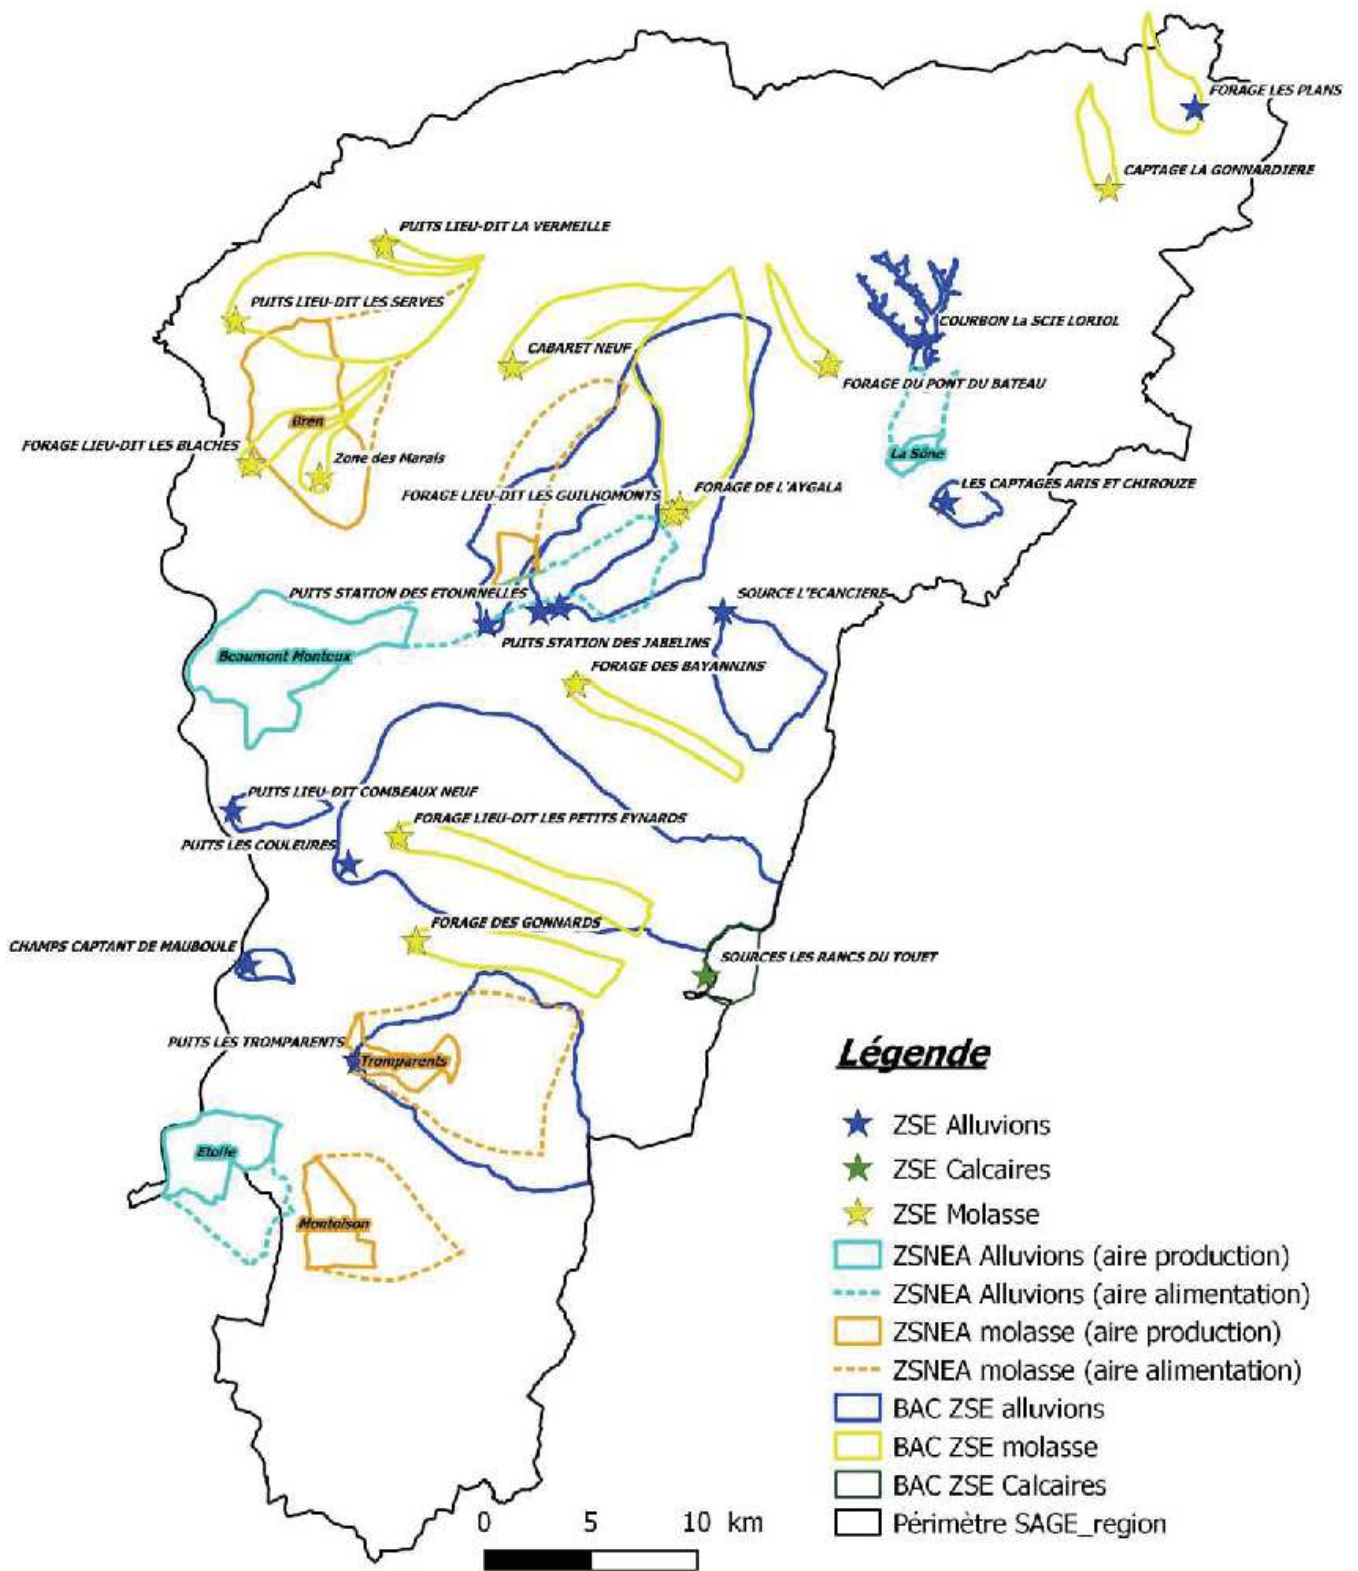 FORAGE LES PLANS
CAPTAGE LA GONNARDIERE
PUITS LIEU-DIT LA VERMEILLE
PUITS LIEU-DIT LES SERVES
COURBON La SCIE LORIOL
CABARET NEUF
FORAGE DU PONT DU BATEAU
Bren
FORAGE LIEU-DIT LES BLACHES
Zone des Marais
La Sône
LES CAPTAGES ARIS ET CHIROUZE
FORAGE LIEU-DIT LES GUILHOMONTS
FORAGE DE L'AYGALA
PUITS STATION DES ETOURNELLES
SOURCE L'ECANCIERE
PUITS STATION DES JABELINS
Beaumont Monteux
FORAGE DES BAYANNINS
PUITS LIEU-DIT COMBEAUX NEUF
FORAGE LIEU-DIT LES PETITS EYNARDS
PUITS LES COULEURES
FORAGE DES GONNARDS
CHAMPS CAPTANT DE MAUBOULE
SOURCES LES RANCS DU TOUET
PUITS LES TROMPARENTS
Tromparents
Etoile
Montoison
Légende
ZSE Alluvions
ZSE Calcaires
ZSE Molasse
ZSNEA Alluvions (aire production)
ZSNEA Alluvions (aire alimentation)
ZSNEA molasse (aire production)
ZSNEA molasse (aire alimentation)
BAC ZSE alluvions
BAC ZSE molasse
BAC ZSE Calcaires
Périmètre SAGE_region
0 5 10 km